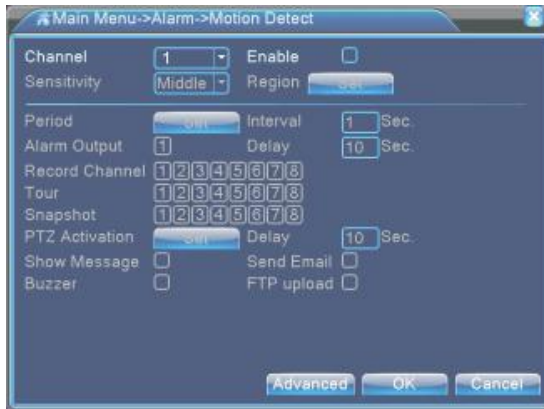 Main Menu->Alarm->Motion Detect
Channel 1 Enable
Sensitivity Middle Region Set
Period Set Interval 1 Sec.
Alarm Output 1 Delay 10 Sec.
Record Channel 1 2 3 4 5 6 7 8
Tour 1 2 3 4 5 6 7 8
Snapshot 1 2 3 4 5 6 7 8
PTZ Activation Set Delay 10 Sec.
Show Message Send Email
Buzzer FTP upload
Advanced OK Cancel